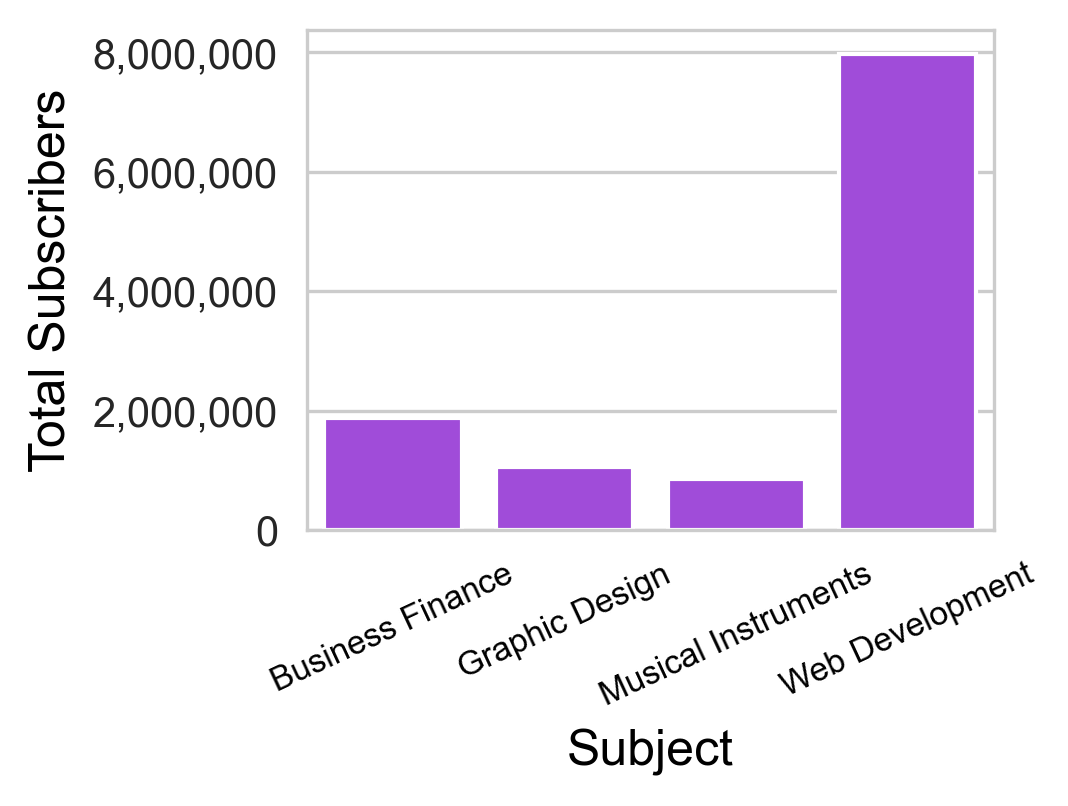 8,000,000
6,000,000
4,000,000
2,000,000
0
Total Subscribers
Business Finance
Graphic Design
Musical Instruments
Web Development
Subject